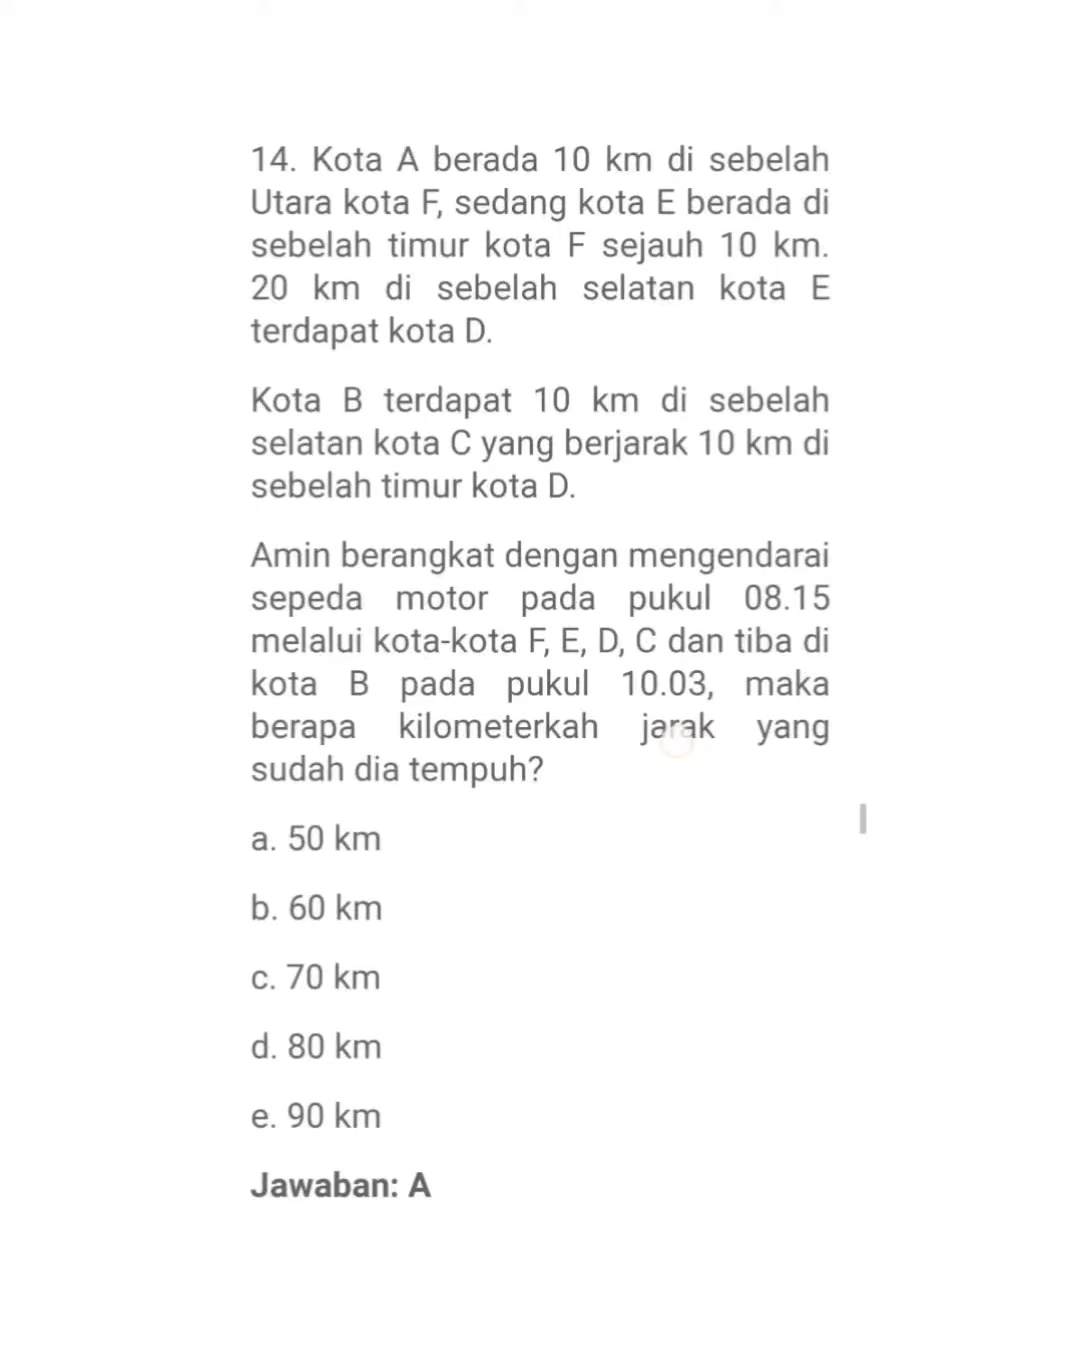 14. Kota A berada 10 km di sebelah
Utara kota F, sedang kota E berada di
sebelah timur kota F sejauh 10 km.
20 km di sebelah selatan kota E
terdapat kota D.
Kota B terdapat 10 km di sebelah
selatan kota C yang berjarak 10 km di
sebelah timur kota D.
Amin berangkat dengan mengendarai
sepeda motor pada pukul 08.15
melalui kota-kota F, E, D, C dan tiba di
kota B pada pukul 10.03, maka
berapa kilometerkah jarak yang
sudah dia tempuh?
a. 50 km
b. 60 km
c. 70 km
d. 80 km
e. 90 km
Jawaban: A